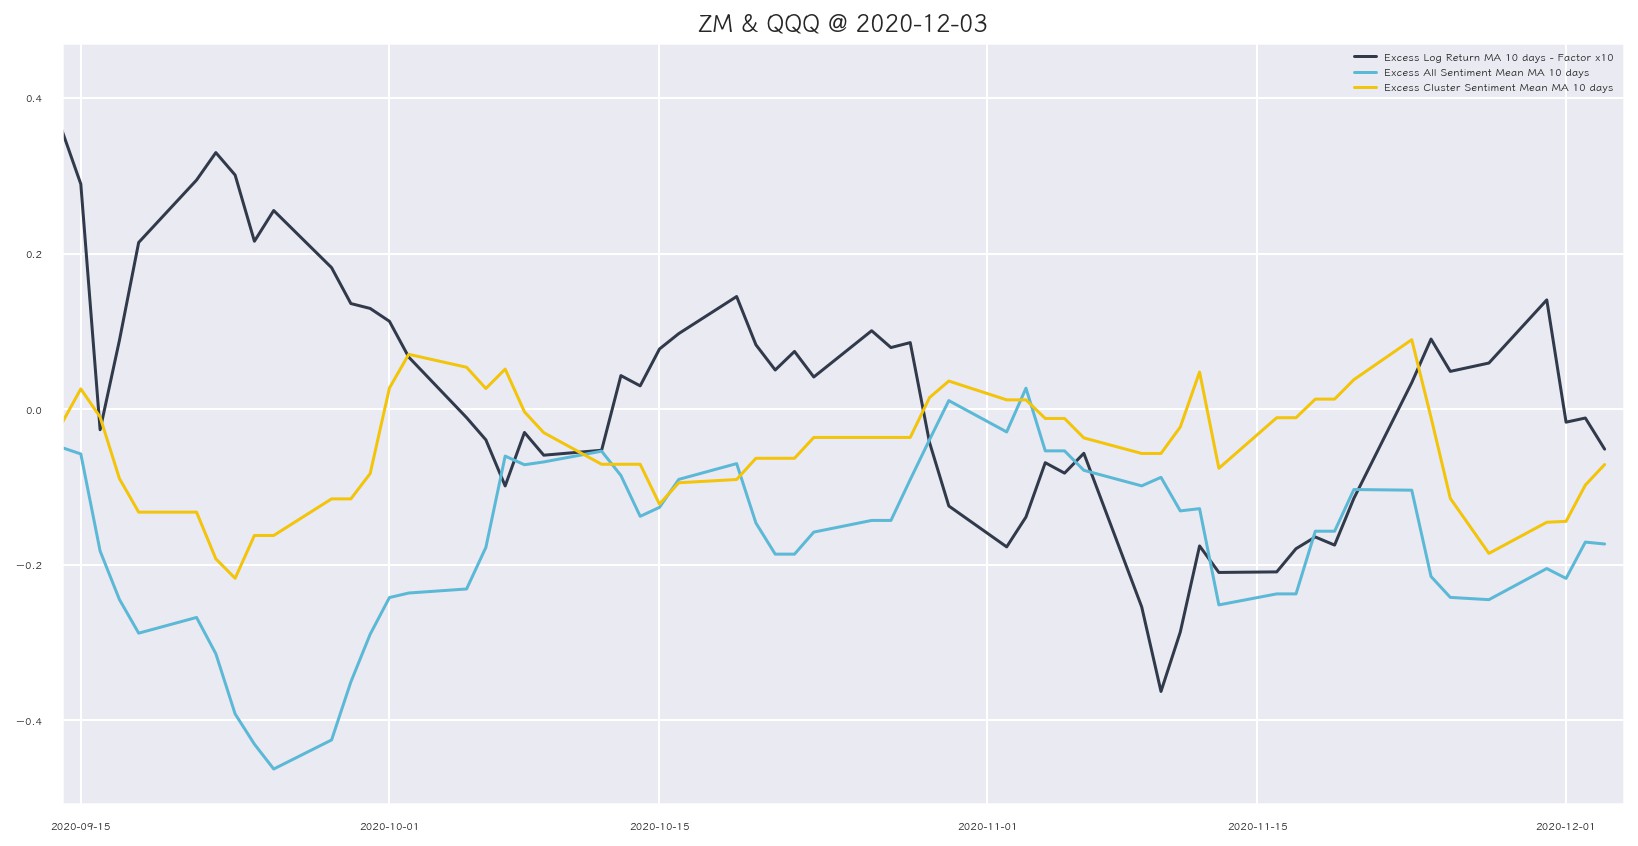 ZM & QQQ @ 2020-12-03
Excess Log Return MA 10 days - Factor x10
Excess All Sentiment Mean MA 10 days
Excess Cluster Sentiment Mean MA 10 days
0.4
0.2
0.0
−0.2
−0.4
2020-09-15 2020-10-01 2020-10-15 2020-11-01 2020-11-15 2020-12-01